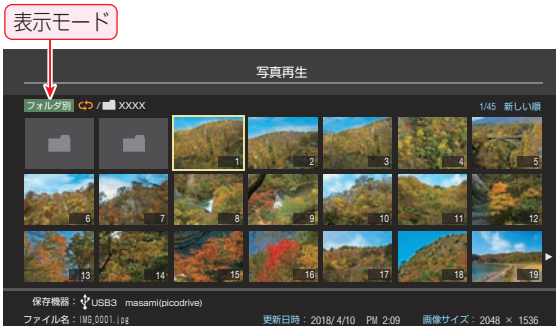 表示モード
写真再生
フォルダ別 / XXXX 1/45 新しい順
1 2 3 4 5
6 7 8 9 10 11 12
13 14 15 16 17 18 19
保存機器： USB3 masami(picodrive)
ファイル名：IMG_0001.jpg 更新日時：2018/ 4/10 PM 2:09 画像サイズ：2048 × 1536